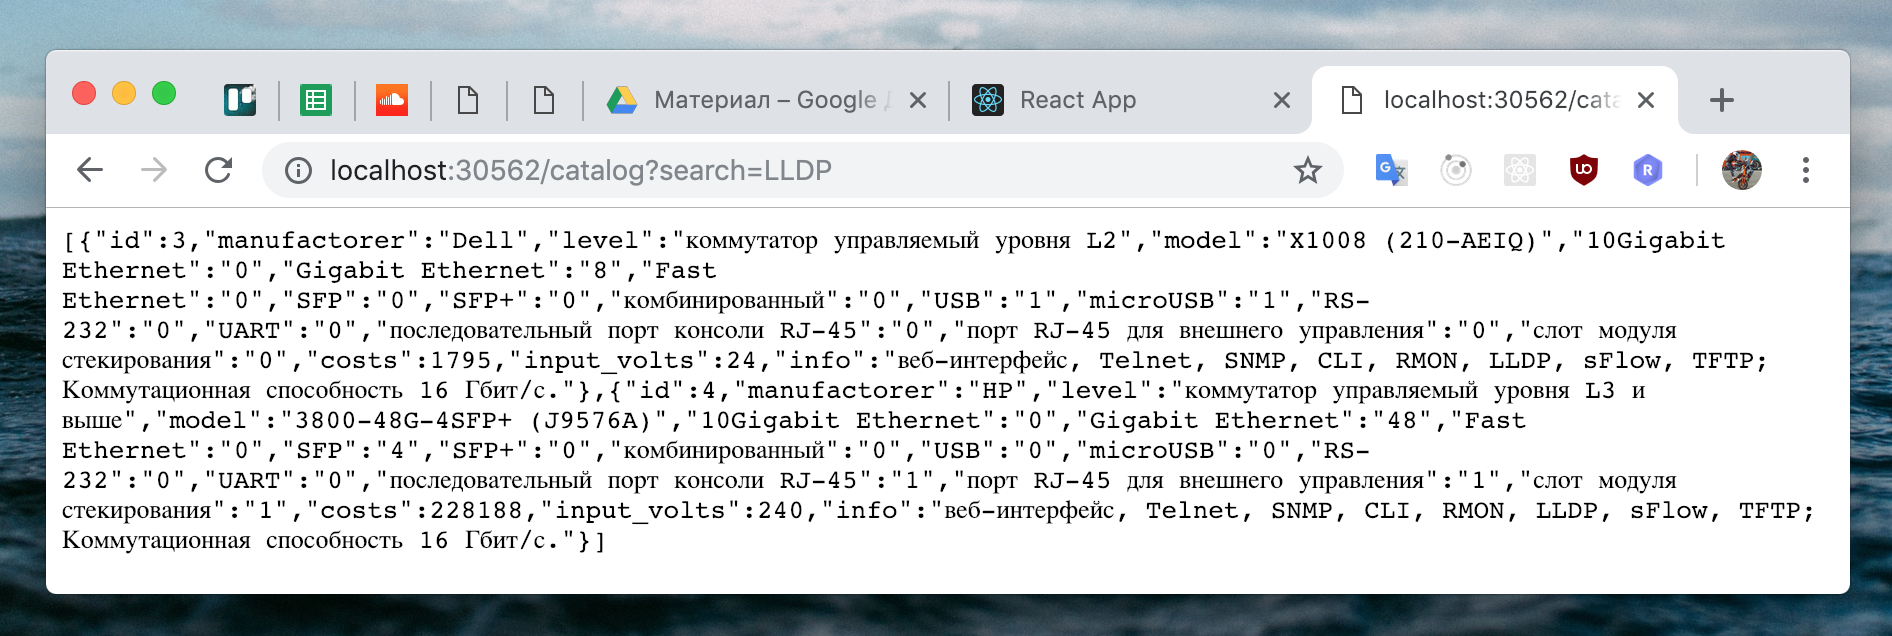 Материал – Google
React App
localhost:30562/cata
localhost:30562/catalog?search=LLDP
[{"id":3,"manufactorer":"Dell","level":"коммутатор управляемый уровня L2","model":"X1008 (210-AEIQ)","10Gigabit
Ethernet":"0","Gigabit Ethernet":"8","Fast
Ethernet":"0","SFP":"0","SFP+":"0","комбинированный":"0","USB":"1","microUSB":"1","RS-
232":"0","UART":"0","последовательный порт консоли RJ-45":"0","порт RJ-45 для внешнего управления":"0","слот модуля
стекирования":"0","costs":1795,"input_volts":24,"info":"веб-интерфейс, Telnet, SNMP, CLI, RMON, LLDP, sFlow, TFTP;
Коммутационная способность 16 Гбит/с."},{"id":4,"manufactorer":"HP","level":"коммутатор управляемый уровня L3 и
выше","model":"3800-48G-4SFP+ (J9576A)","10Gigabit Ethernet":"0","Gigabit Ethernet":"48","Fast
Ethernet":"0","SFP":"4","SFP+":"0","комбинированный":"0","USB":"0","microUSB":"0","RS-
232":"0","UART":"0","последовательный порт консоли RJ-45":"1","порт RJ-45 для внешнего управления":"1","слот модуля
стекирования":"1","costs":228188,"input_volts":240,"info":"веб-интерфейс, Telnet, SNMP, CLI, RMON, LLDP, sFlow, TFTP;
Коммутационная способность 16 Гбит/с."}]